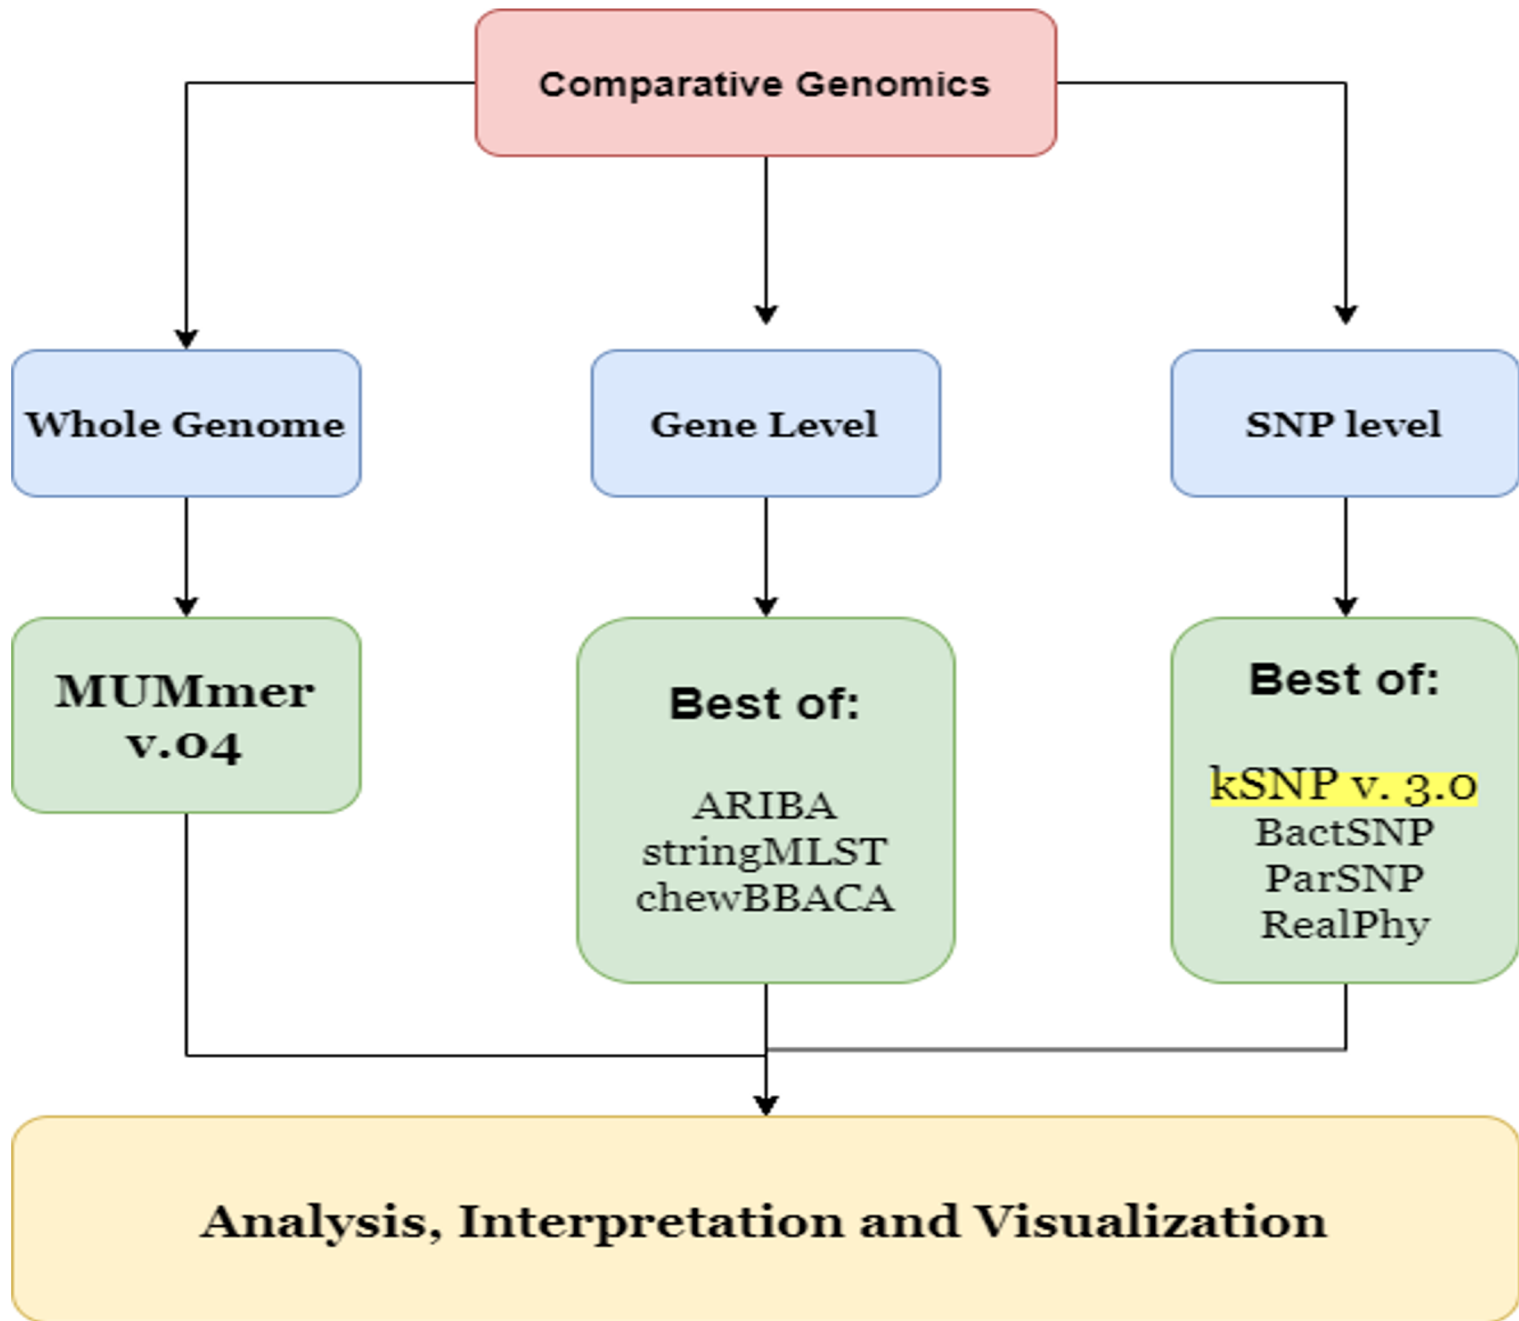 Comparative Genomics
Whole Genome
Gene Level
SNP level
MUMmer
v.04
Best of:
ARIBA
stringMLST
chewBBACA
Best of:
kSNP v. 3.0
BactSNP
ParSNP
RealPhy
Analysis, Interpretation and Visualization